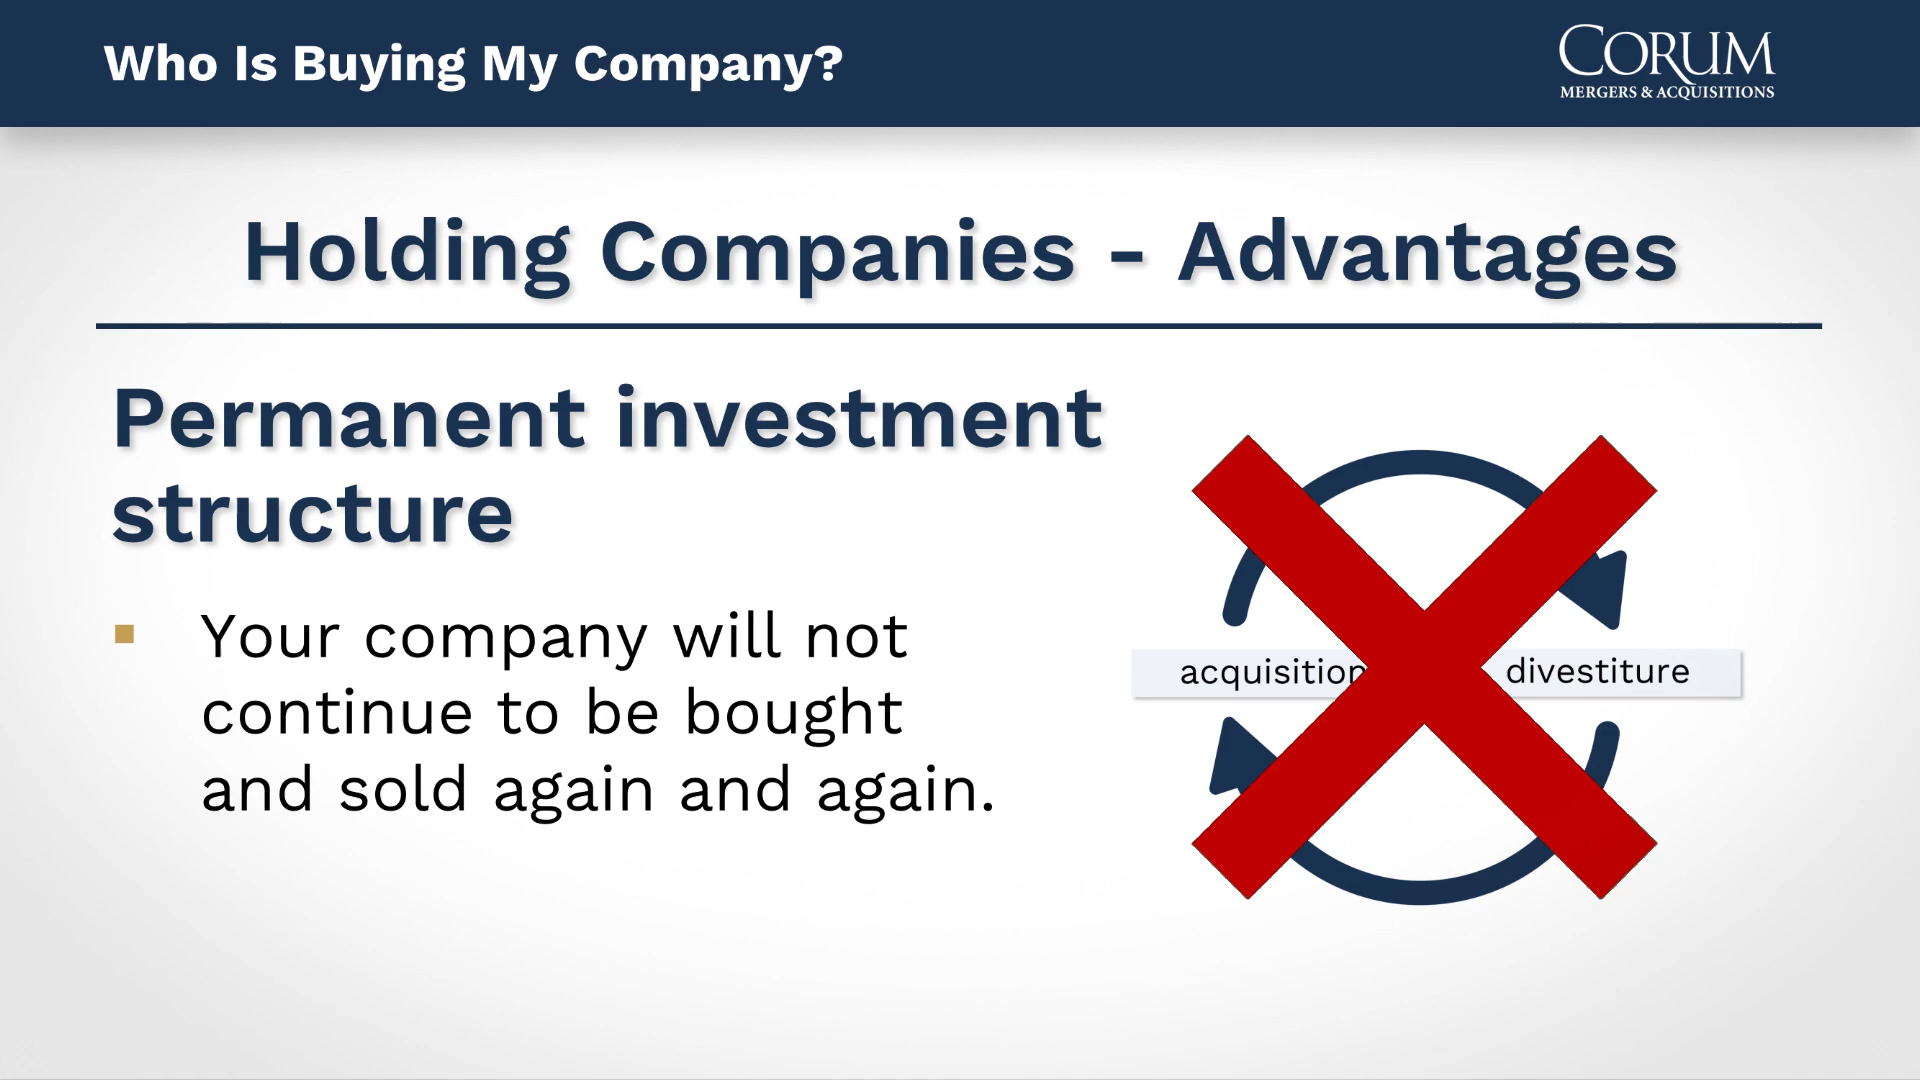 Who Is Buying My Company?
CORUM
MERGERS & ACQUISITIONS
Holding Companies - Advantages
Permanent investment
structure
Your company will not
continue to be bought
and sold again and again.
acquisition divestiture